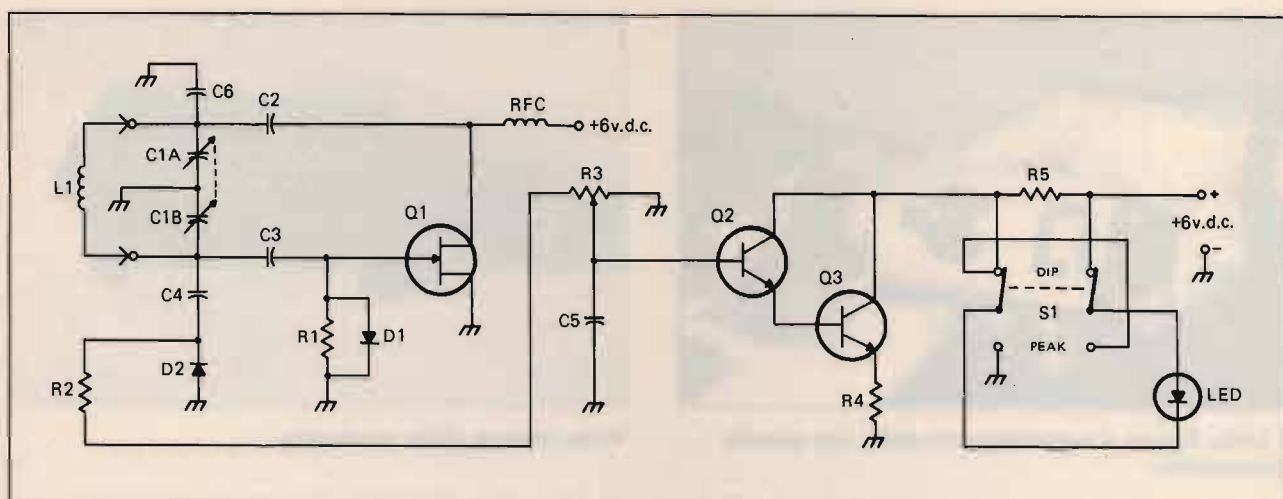 C6
C2
RFC
+6v.d.c.
C1A
L1
C1B
R3
R5
+
+6v.d.c.
-
Q1
Q2
C3
DIP
Q3
S1
C4
C5
R1
D1
PEAK
D2
R2
R4
LED